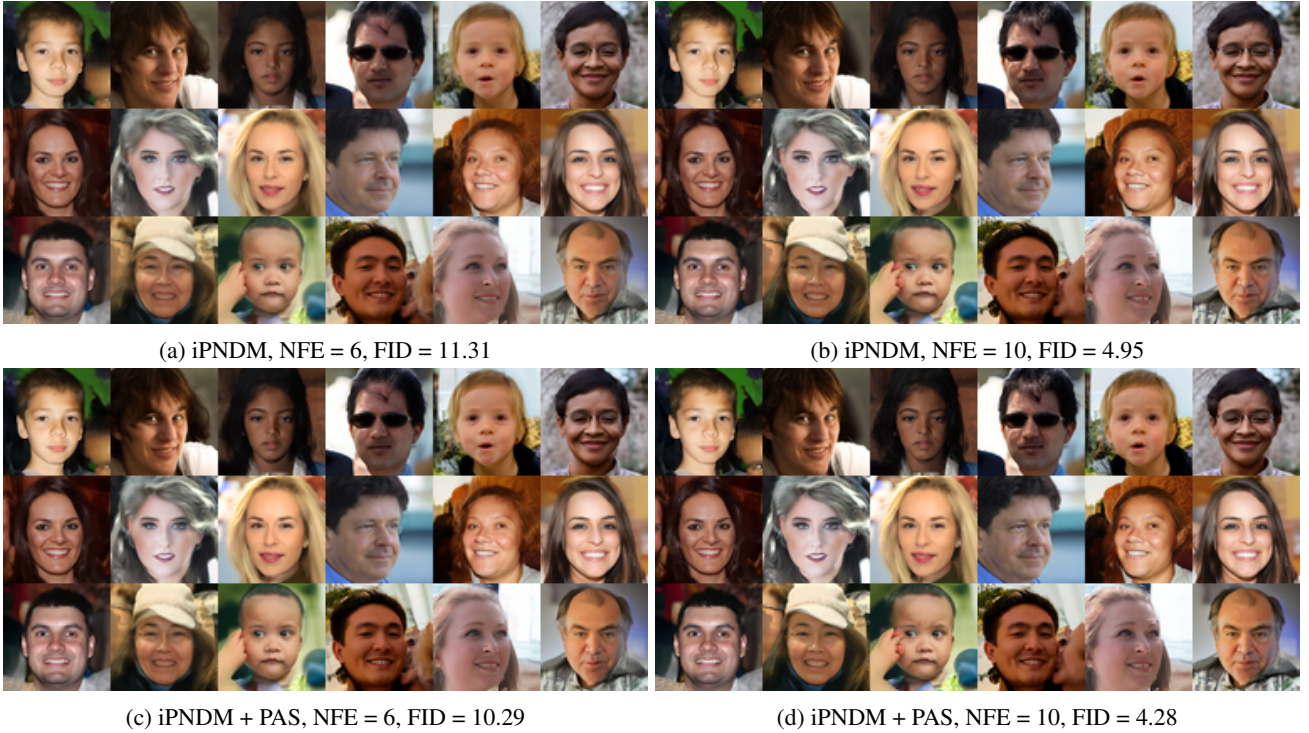 (a) iPNDM, NFE = 6, FID = 11.31
(b) iPNDM, NFE = 10, FID = 4.95
(c) iPNDM + PAS, NFE = 6, FID = 10.29
(d) iPNDM + PAS, NFE = 10, FID = 4.28